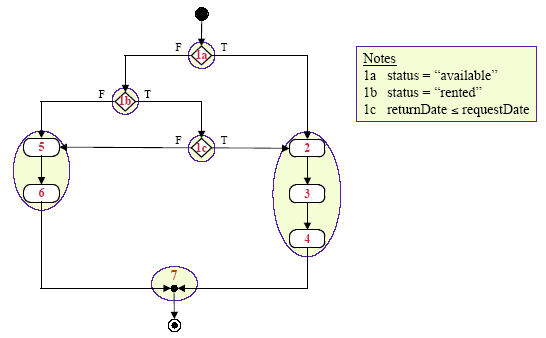 F 1a T
Notes
1a status = “available”
1b status = “rented”
1c returnDate ≤ requestDate
F 1b T
F 1c T
5
2
6
3
4
7